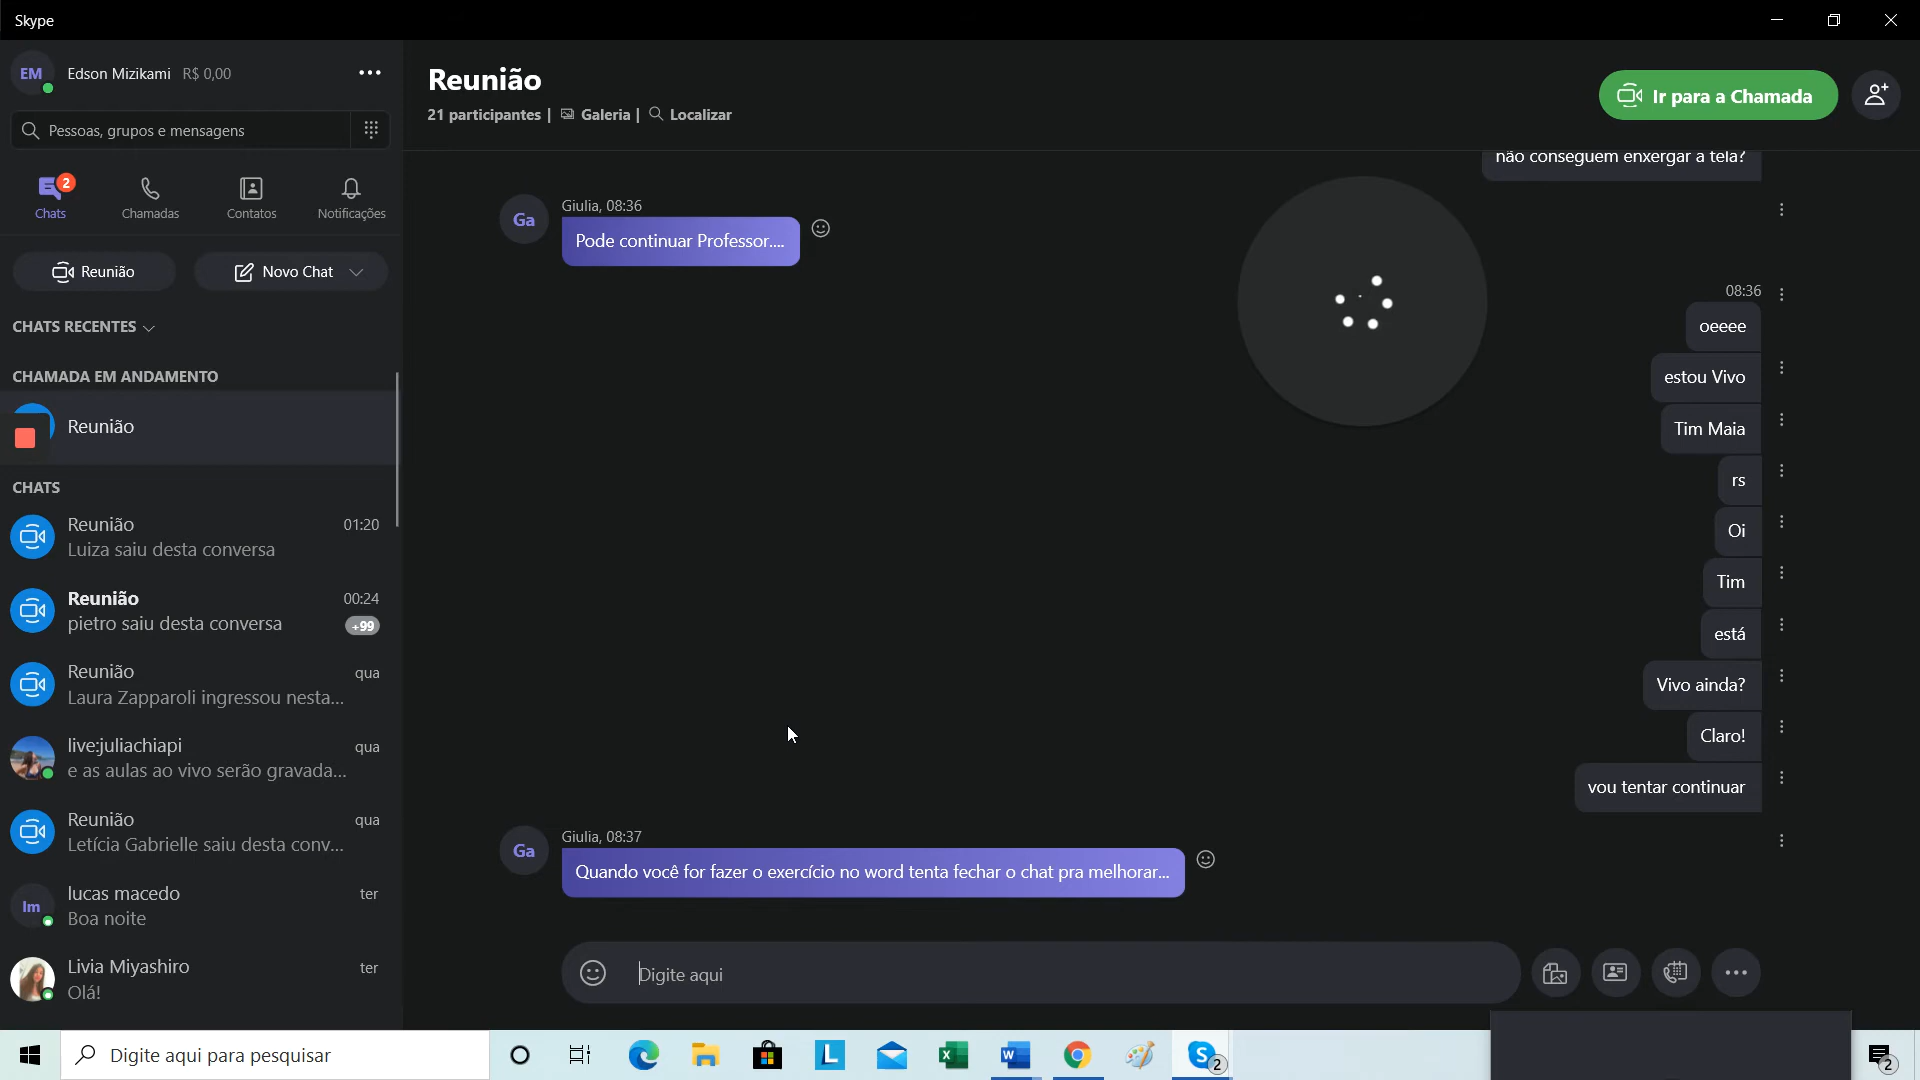 Skype
EM
Edson Mizikami R$ 0,00
Pessoas, grupos e mensagens
2
Chats
Chamadas
Contatos
Notificações
Reunião
Novo Chat
CHATS RECENTES
CHAMADA EM ANDAMENTO
Reunião
CHATS
Reunião 01:20
Luiza saiu desta conversa
Reunião 00:24
pietro saiu desta conversa +99
Reunião qua
Laura Zapparoli ingressou nesta...
live:juliachiapi qua
e as aulas ao vivo serão gravada...
Reunião qua
Letícia Gabrielle saiu desta conv...
lm
lucas macedo ter
Boa noite
Livia Miyashiro ter
Olá!
Reunião
21 participantes | Galeria | Localizar
Ir para a Chamada
não conseguem enxergar a tela?
Ga
Giulia, 08:36
Pode continuar Professor....
08:36
oeeee
estou Vivo
Tim Maia
rs
Oi
Tim
está
Vivo ainda?
Claro!
vou tentar continuar
Ga
Giulia, 08:37
Quando você for fazer o exercício no word tenta fechar o chat pra melhorar...
Digite aqui
Digite aqui para pesquisar
L
X
W
S
2
2